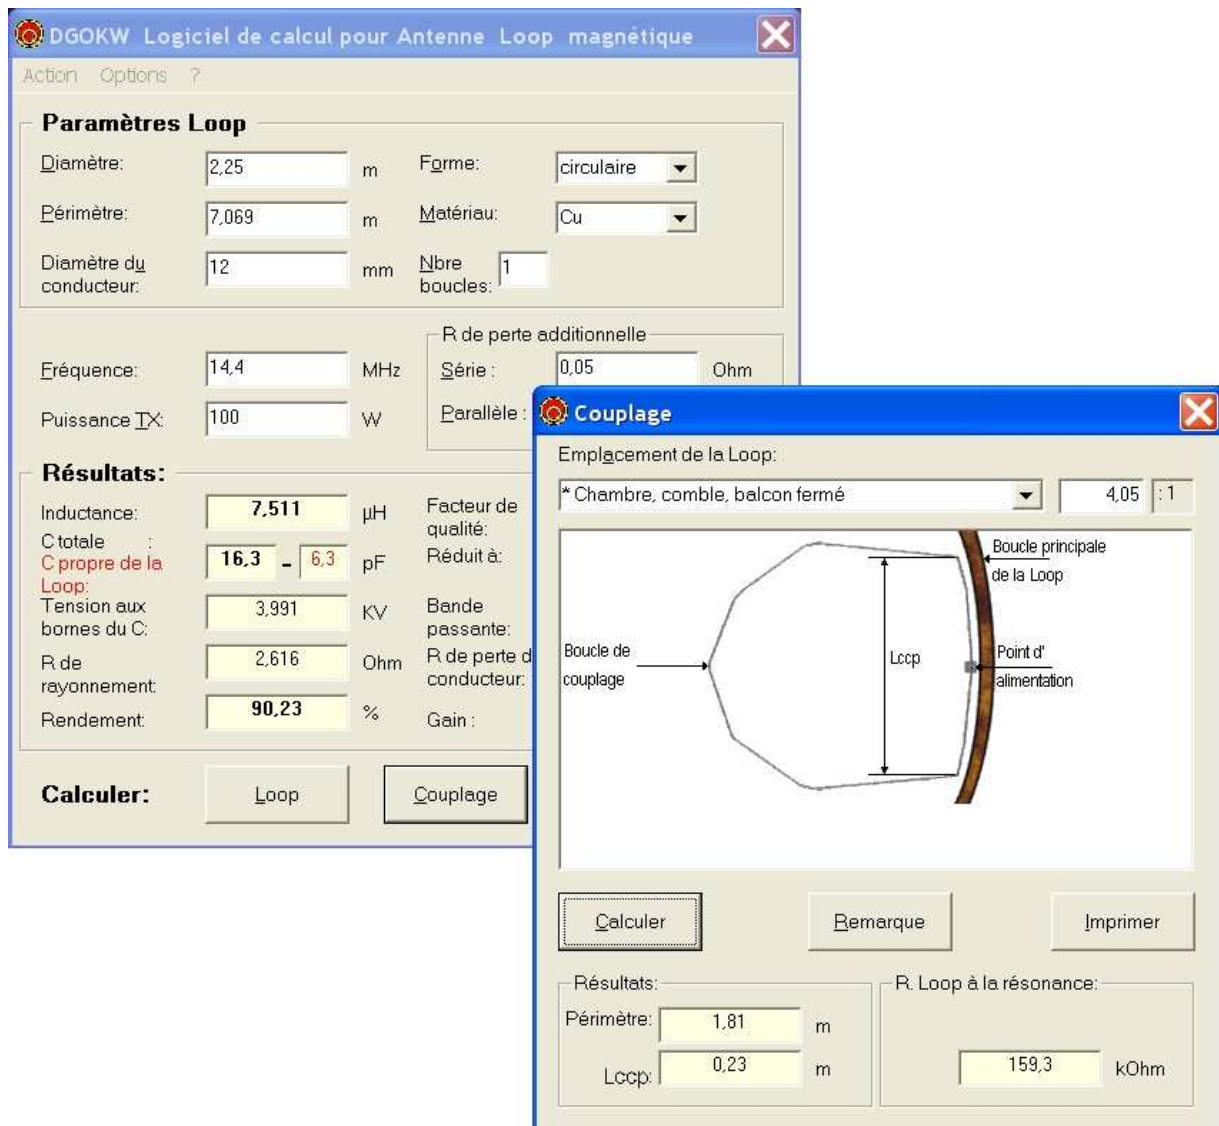 DGOKW Logiciel de calcul pour Antenne Loop magnétique
Action Options ?
Paramètres Loop
Diamètre: 2,25 m Forme: circulaire
Périmètre: 7,069 m Matériau: Cu
Diamètre du conducteur: 12 mm Nbre boucles: 1
R de perte additionnelle
Fréquence: 14,4 MHz Série : 0,05 Ohm
Puissance TX: 100 W Parallèle :
Résultats:
Inductance: 7,511 µH Facteur de qualité:
C totale :
C propre de la Loop: 16,3 - 6,3 pF Réduit à:
Tension aux bornes du C: 3,991 KV Bande passante:
R de rayonnement: 2,616 Ohm R de perte d conducteur:
Rendement: 90,23 % Gain :
Calculer: Loop Couplage
Couplage
Emplacement de la Loop:
* Chambre, comble, balcon fermé 4,05 : 1
Boucle principale
de la Loop
Boucle de
couplage
Lccp
Point d'
alimentation
Calculer Remarque Imprimer
Résultats: R. Loop à la résonance:
Périmètre: 1,81 m
Lccp: 0,23 m 159,3 kOhm